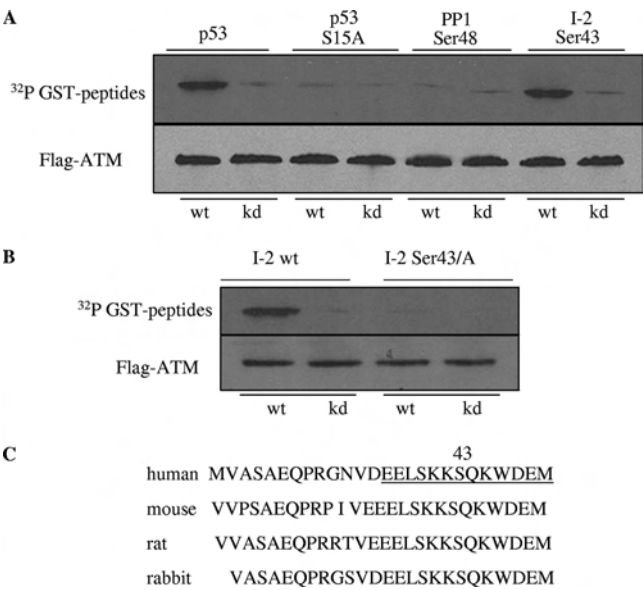 A
p53 p53 S15A PP1 Ser48 I-2 Ser43
32P GST-peptides
Flag-ATM
wt kd wt kd wt kd wt kd
B
I-2 wt I-2 Ser43/A
32P GST-peptides
Flag-ATM
wt kd wt kd
C
43
human MVASAEQPRGNVDEELSKKSQKWDEM
mouse VVPSAEQPRPIVEEELSKKSQKWDEM
rat VVASAEQPRRTVEEELSKKSQKWDEM
rabbit VASAEQPRGSVDEELSKKSQKWDEM